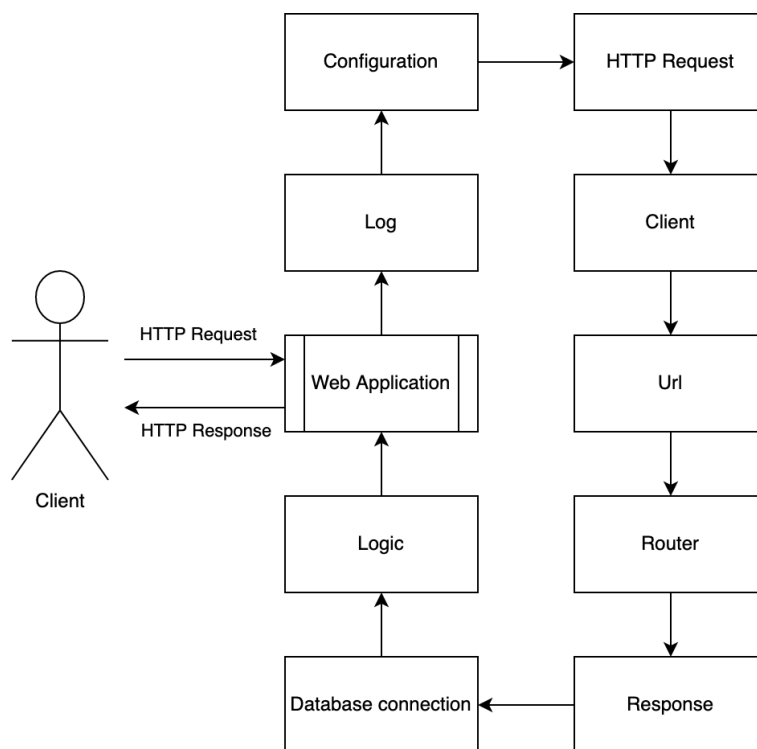 Configuration
HTTP Request
Log
Client
HTTP Request
Web Application
Url
HTTP Response
Client
Logic
Router
Database connection
Response